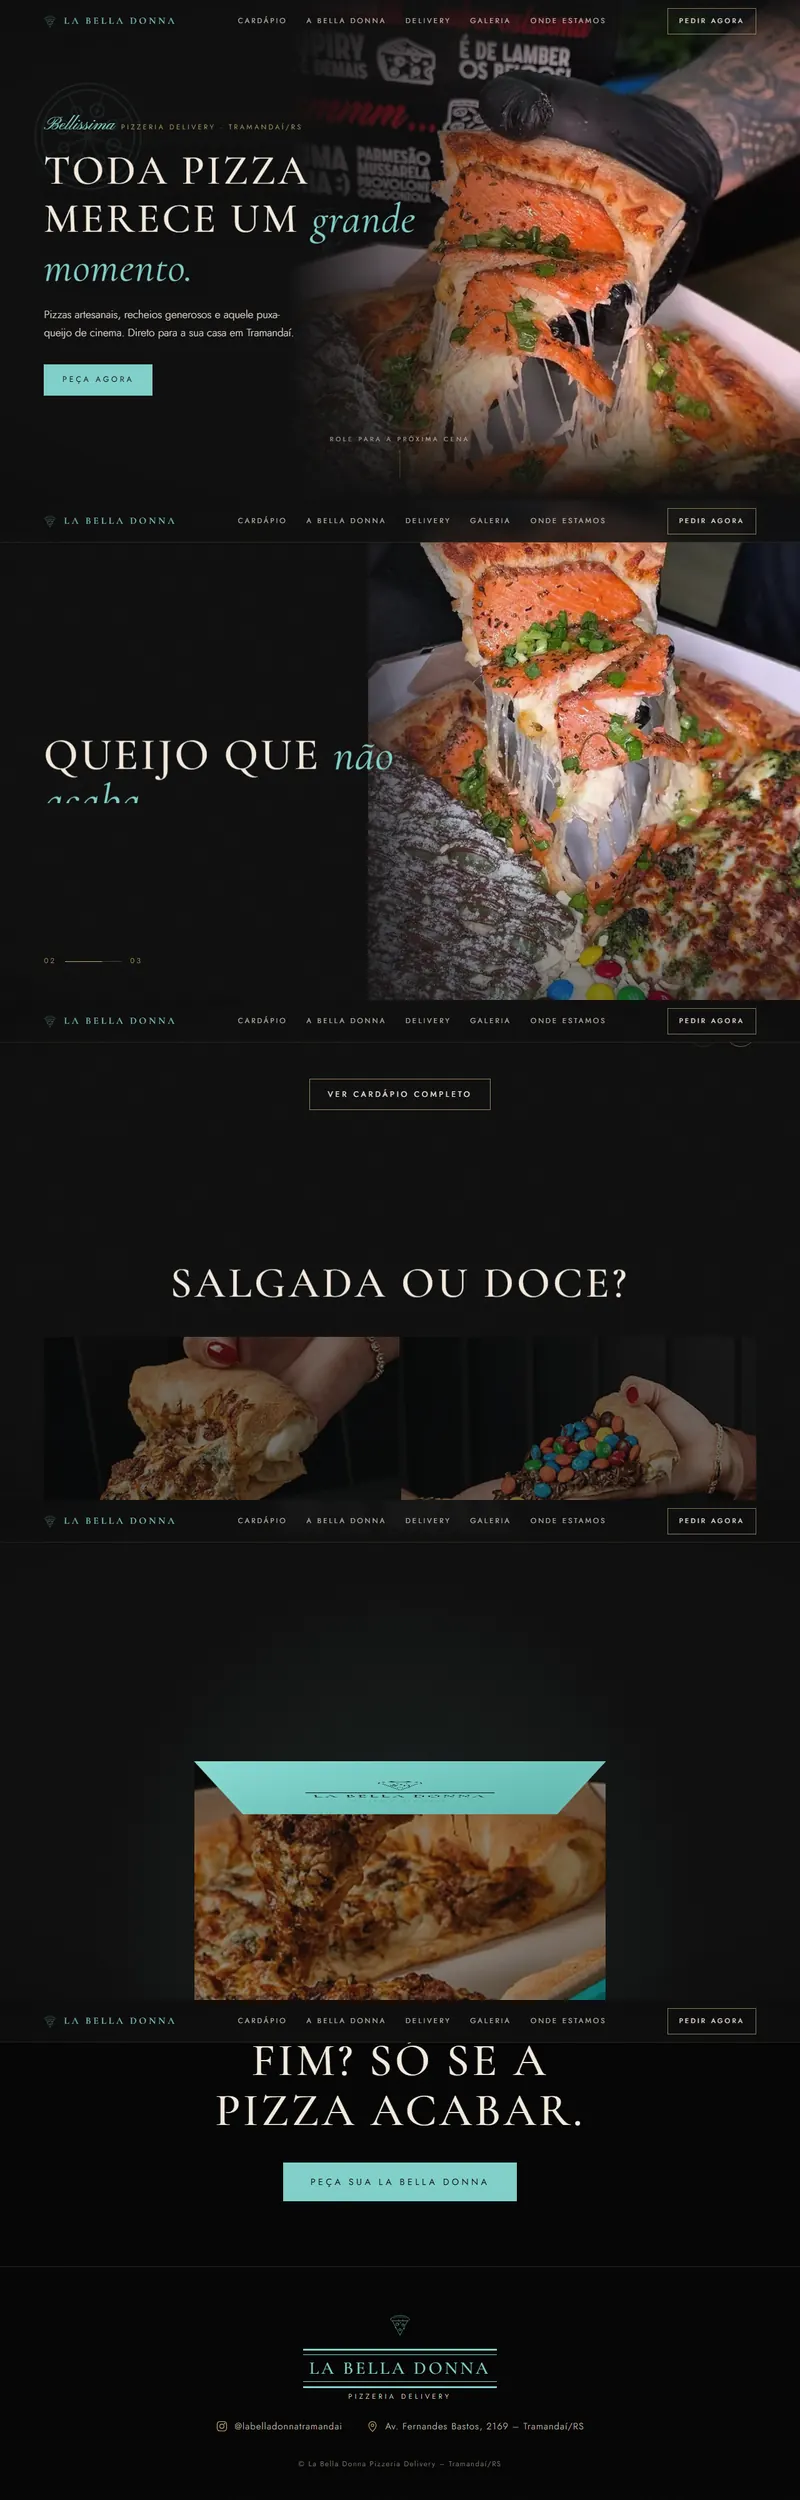 LA BELLA DONNA
CARDÁPIO A BELLA DONNA DELIVERY GALERIA ONDE ESTAMOS
PEDIR AGORA
É DE LAMBER
PARMESÃO
MUSSARELA
Bellissima PIZZERIA DELIVERY · TRAMANDAÍ/RS
TODA PIZZA
MERECE UM grande
momento.
Pizzas artesanais, recheios generosos e aquele puxa-
queijo de cinema. Direto para a sua casa em Tramandaí.
PEÇA AGORA
ROLE PARA A PRÓXIMA CENA
LA BELLA DONNA
CARDÁPIO A BELLA DONNA DELIVERY GALERIA ONDE ESTAMOS
PEDIR AGORA
QUEIJO QUE não
acaba
02 03
LA BELLA DONNA
CARDÁPIO A BELLA DONNA DELIVERY GALERIA ONDE ESTAMOS
PEDIR AGORA
VER CARDÁPIO COMPLETO
SALGADA OU DOCE?
LA BELLA DONNA
CARDÁPIO A BELLA DONNA DELIVERY GALERIA ONDE ESTAMOS
PEDIR AGORA
LA BELLA DONNA
LA BELLA DONNA
CARDÁPIO A BELLA DONNA DELIVERY GALERIA ONDE ESTAMOS
PEDIR AGORA
FIM? SÓ SE A
PIZZA ACABAR.
PEÇA SUA LA BELLA DONNA
LA BELLA DONNA
PIZZERIA DELIVERY
@labelladonnatramandai Av. Fernandes Bastos, 2169 – Tramandaí/RS
© La Bella Donna Pizzeria Delivery – Tramandaí/RS